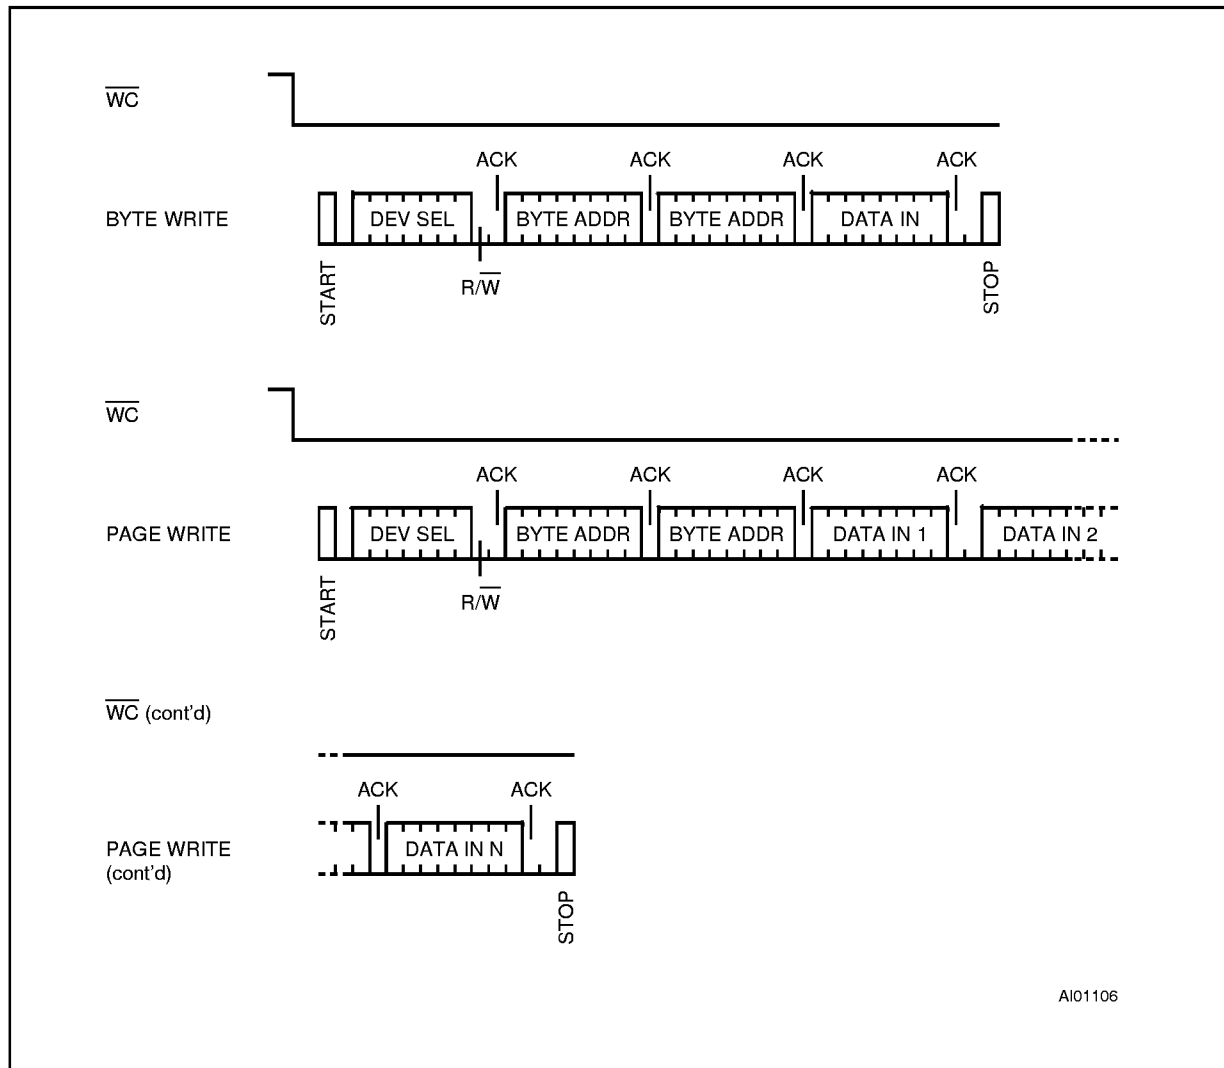 WC
ACK ACK ACK ACK
BYTE WRITE DEV SEL BYTE ADDR BYTE ADDR DATA IN
R/W
START STOP
WC
ACK ACK ACK ACK
PAGE WRITE DEV SEL BYTE ADDR BYTE ADDR DATA IN 1 DATA IN 2
R/W
START
WC (cont'd)
ACK ACK
PAGE WRITE DATA IN N
(cont'd)
STOP
AI01106